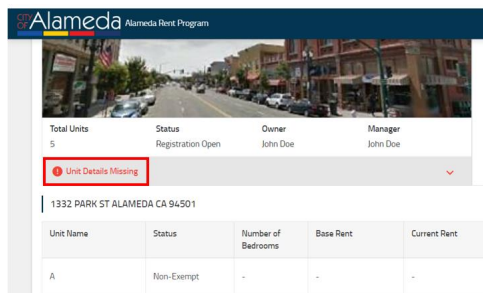 CITY OF Alameda Alameda Rent Program
Total Units Status Owner Manager
5 Registration Open John Doe John Doe
! Unit Details Missing
1332 PARK ST ALAMEDA CA 94501
Unit Name Status Number of Bedrooms Base Rent Current Rent
A Non-Exempt - - -